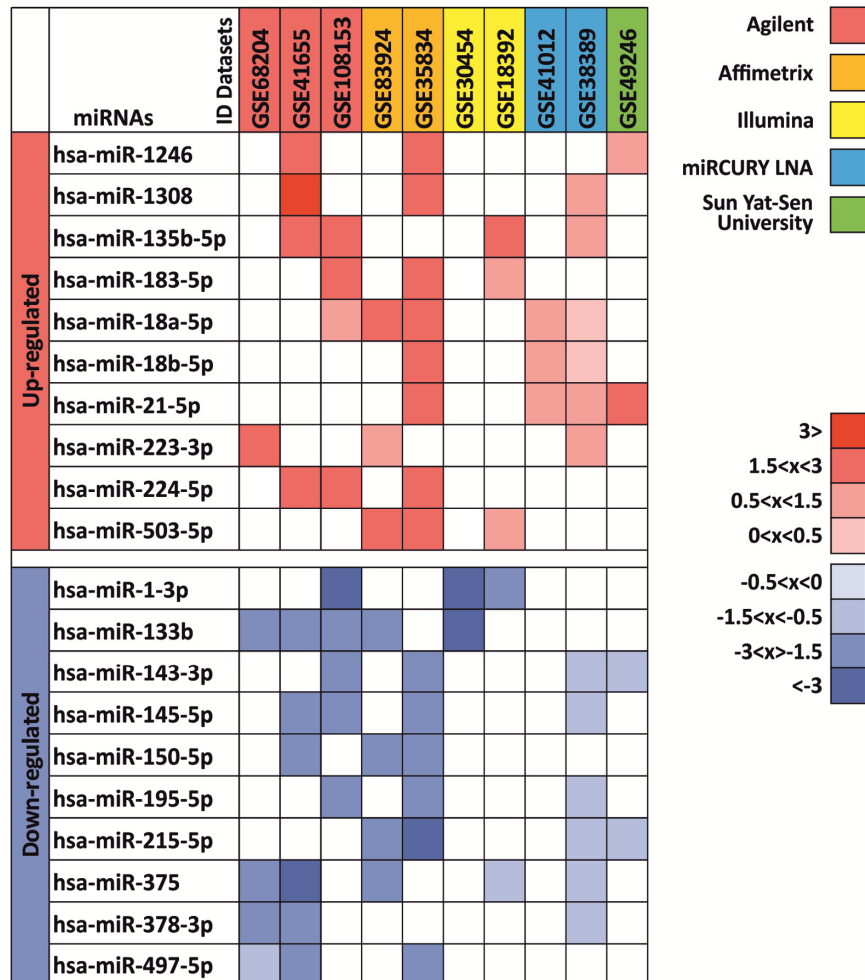 miRNAs
ID Datasets
GSE68204
GSE41655
GSE108153
GSE83924
GSE35834
GSE30454
GSE18392
GSE41012
GSE38389
GSE49246
Agilent
Affimetrix
Illumina
miRCURY LNA
Sun Yat-Sen
University
Up-regulated
hsa-miR-1246
hsa-miR-1308
hsa-miR-135b-5p
hsa-miR-183-5p
hsa-miR-18a-5p
hsa-miR-18b-5p
hsa-miR-21-5p
hsa-miR-223-3p
hsa-miR-224-5p
hsa-miR-503-5p
3>
1.5<x<3
0.5<x<1.5
0<x<0.5
-0.5<x<0
-1.5<x<-0.5
-3<x>-1.5
<-3
Down-regulated
hsa-miR-1-3p
hsa-miR-133b
hsa-miR-143-3p
hsa-miR-145-5p
hsa-miR-150-5p
hsa-miR-195-5p
hsa-miR-215-5p
hsa-miR-375
hsa-miR-378-3p
hsa-miR-497-5p